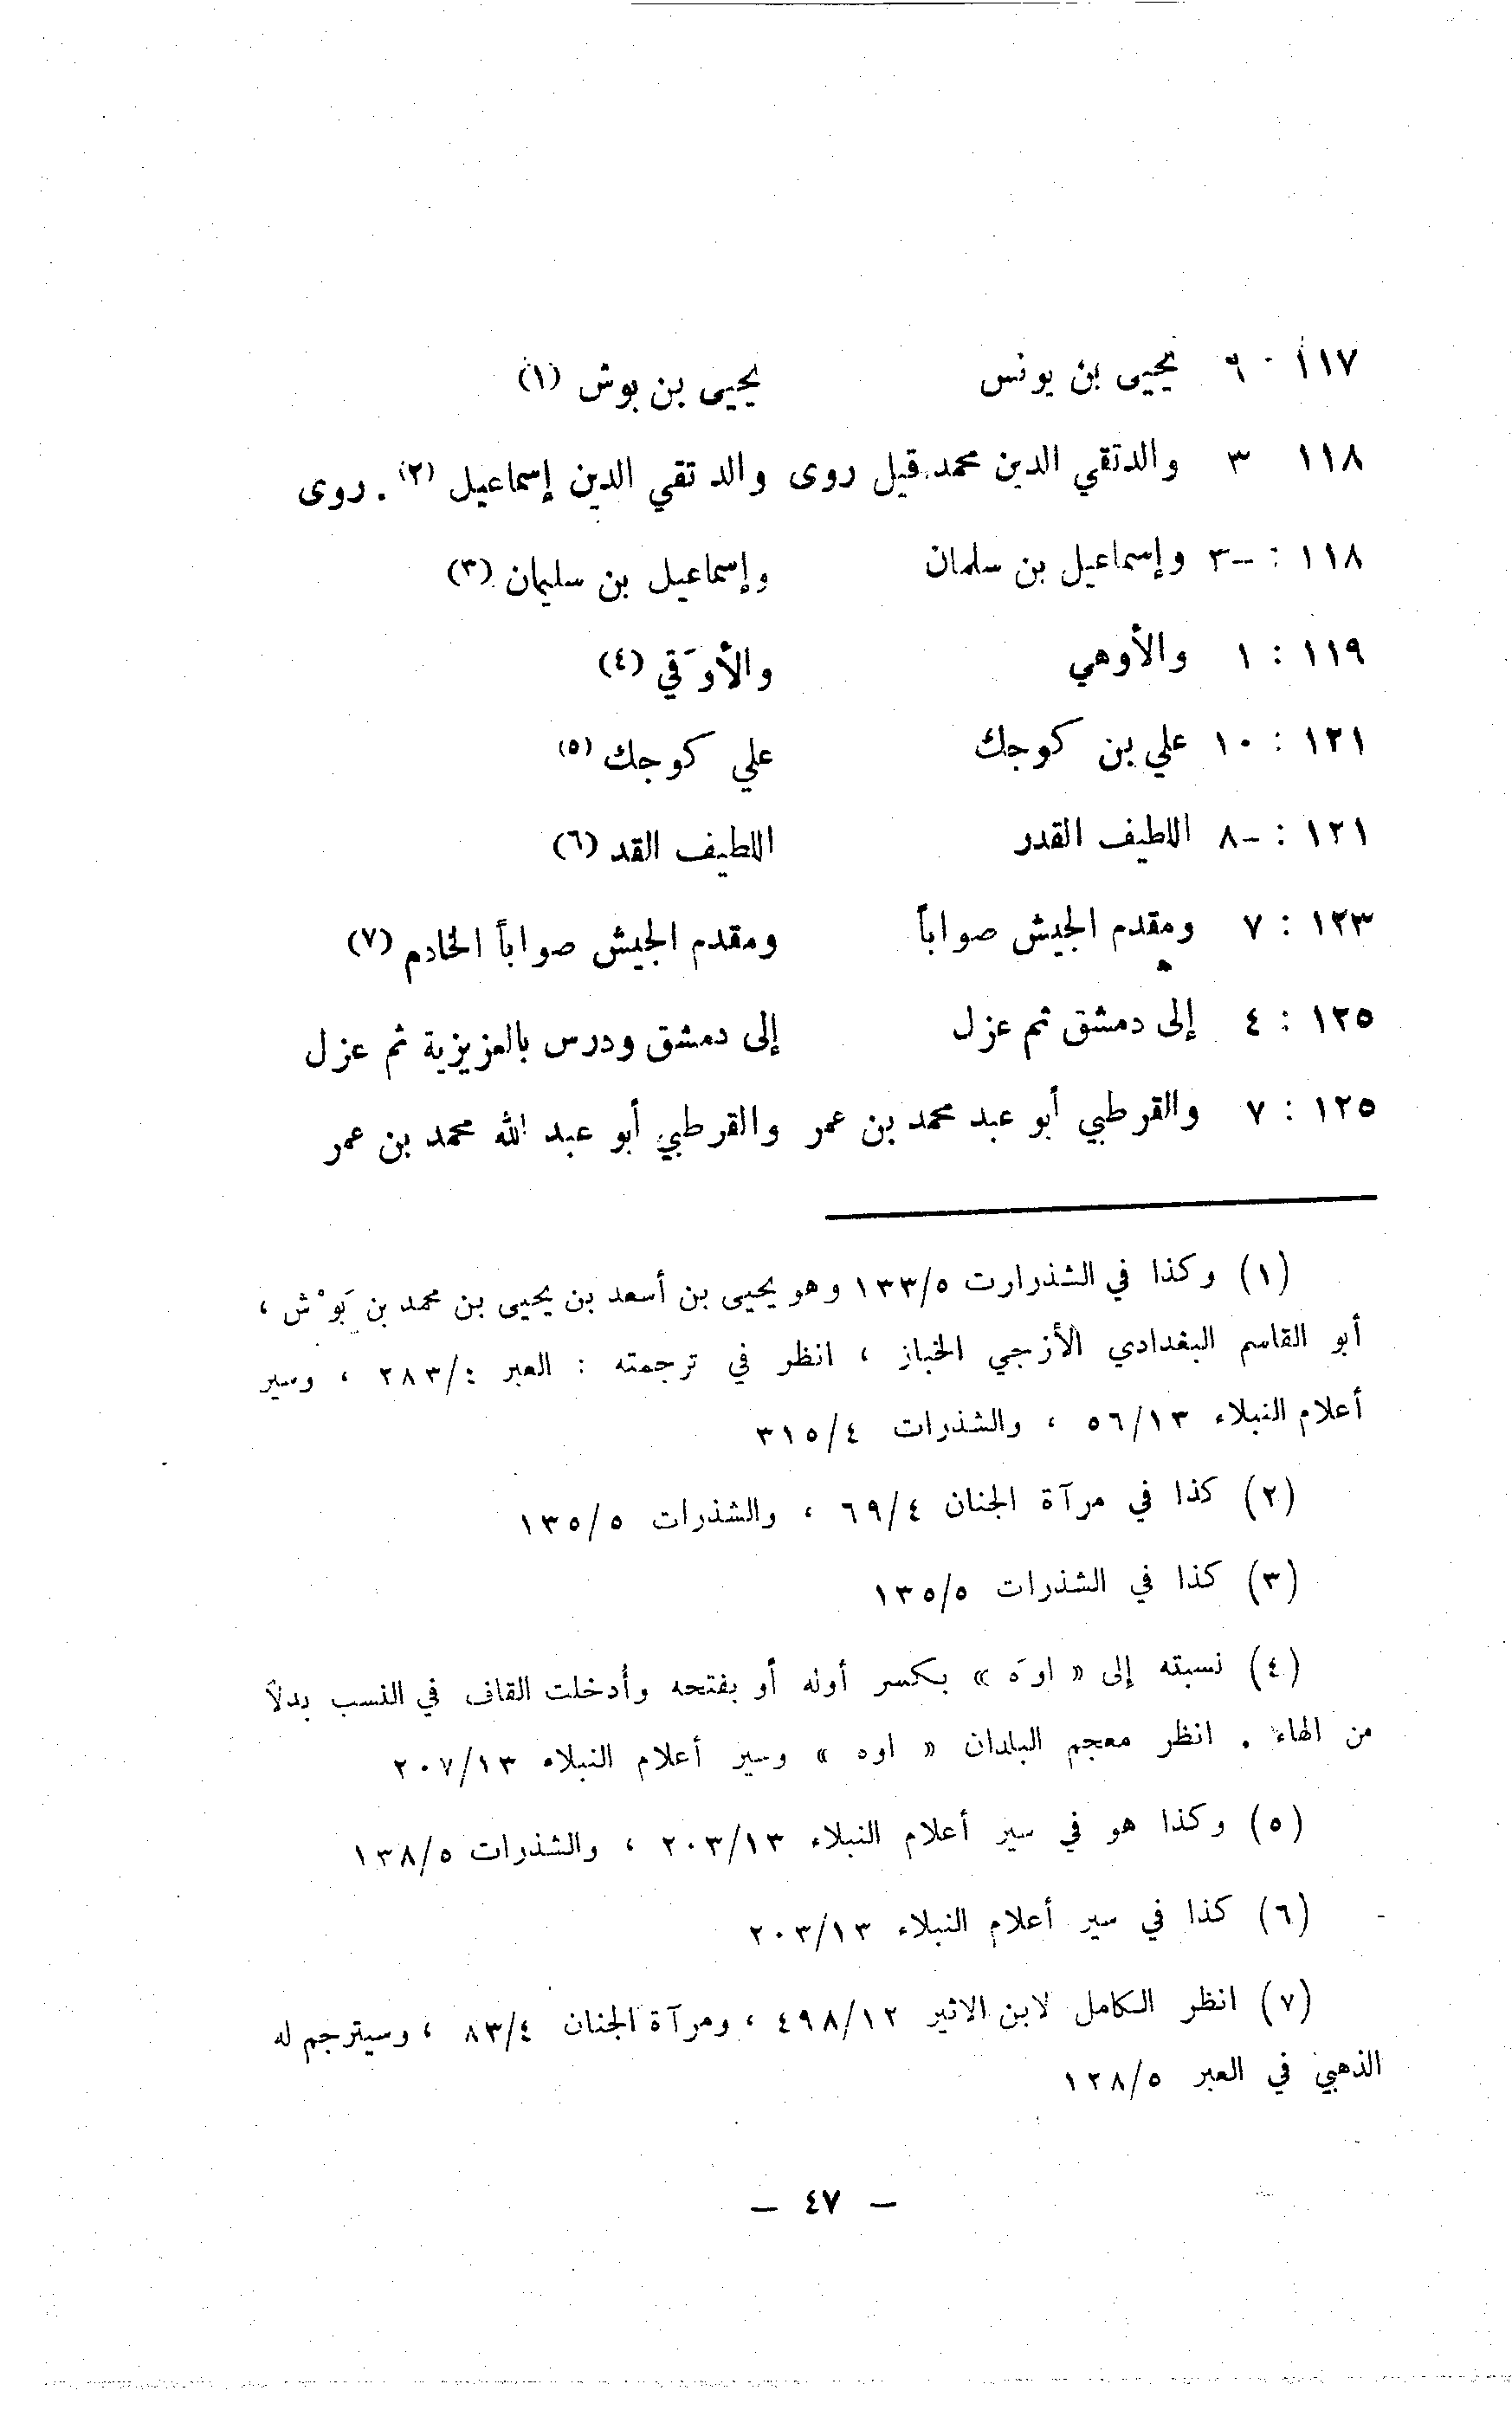 ١١٧ · ٦ يحيى بن يونس يحيى بن بوش (١)
١١٨ ٣ والدتقي الدين محمد قيل روى والد تقي الدين إسماعيل (٢) . روى
١١٨ : –٣ وإسماعيل بن سلمان وإسماعيل بن سليمان (٣)
١١٩ : ١ والأوهي والأوَقي (٤)
١٢١ : ١٠ علي بن كوجك علي كوجك (٥)
١٢١ : –٨ اللطيف القدر اللطيف القد (٦)
١٢٣ : ٧ ومقدم الجيش صواباً ومقدم الجيش صواباً الخادم (٧)
١٢٥ : ٤ إلى دمشق ثم عزل إلى دمشق ودرس بالعزيزية ثم عزل
١٢٥ : ٧ والقرطبي أبو عبد محمد بن عمر والقرطبي أبو عبد الله محمد بن عمر
(١) وكذا في الشذرارت ١٣٣/٥ وهو يحيى بن أسعد بن يحيى بن محمد بن بَوْش ،
أبو القاسم البغدادي الأزجي الخباز ، انظر في ترجمته : العبر ٢٨٣/٤ ، وسير
أعلام النبلاء ٥٦/١٣ ، والشذرات ٣١٥/٤
(٢) كذا في مرآة الجنان ٦٩/٤ ، والشذرات ١٣٥/٥
(٣) كذا في الشذرات ١٣٥/٥
(٤) نسبته إلى « اوَه » بكسر أوله أو بفتحه وأدخلت القاف في النسب بدلاً
من الهاء . انظر معجم البلدان « اوه » وسير أعلام النبلاء ٢٠٧/١٣
(٥) وكذا هو في سير أعلام النبلاء ٢٠٣/١٣ ، والشذرات ١٣٨/٥
(٦) كذا في سير أعلام النبلاء ٢٠٣/١٣
(٧) انظر الكامل لابن الاثير ٤٩٨/١٢ ، ومرآة الجنان ٨٣/٤ ، وسيترجم له
الذهبي في العبر ١٢٨/٥
– ٤٧ –